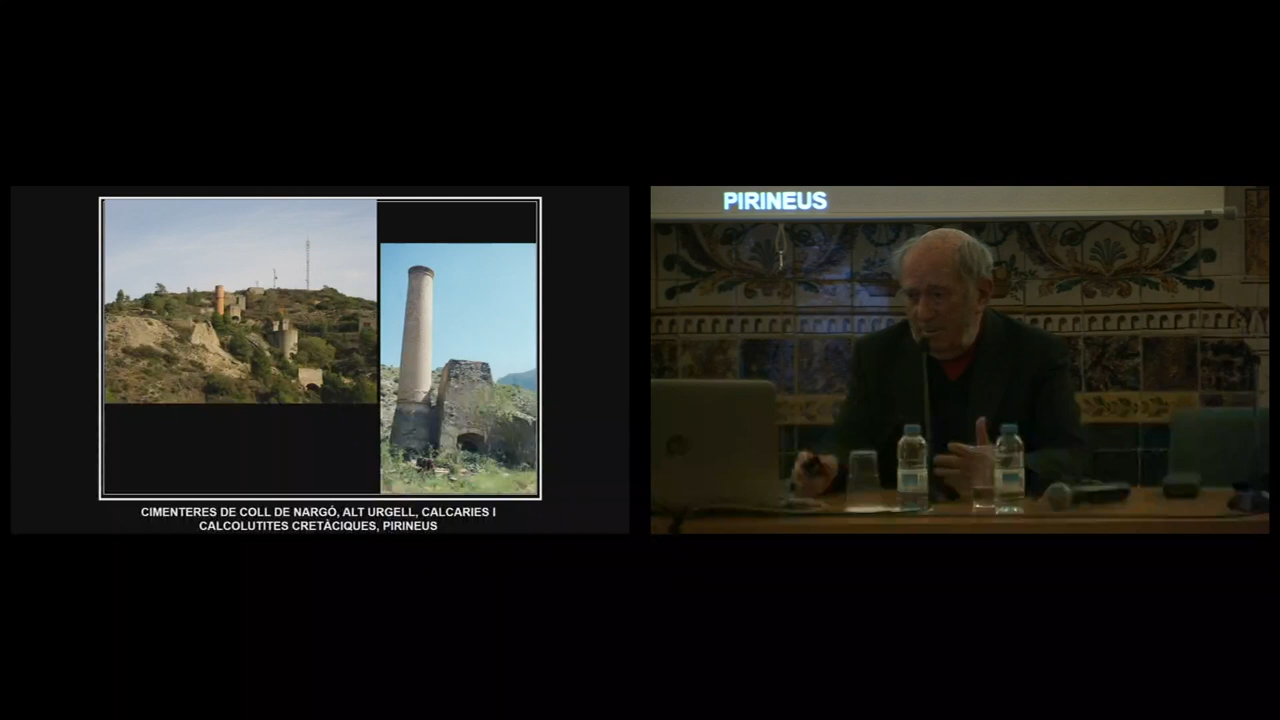 CIMENTERES DE COLL DE NARGÓ, ALT URGELL, CALCARIES I
CALCOLUTITES CRETÀCIQUES, PIRINEUS
PIRINEUS